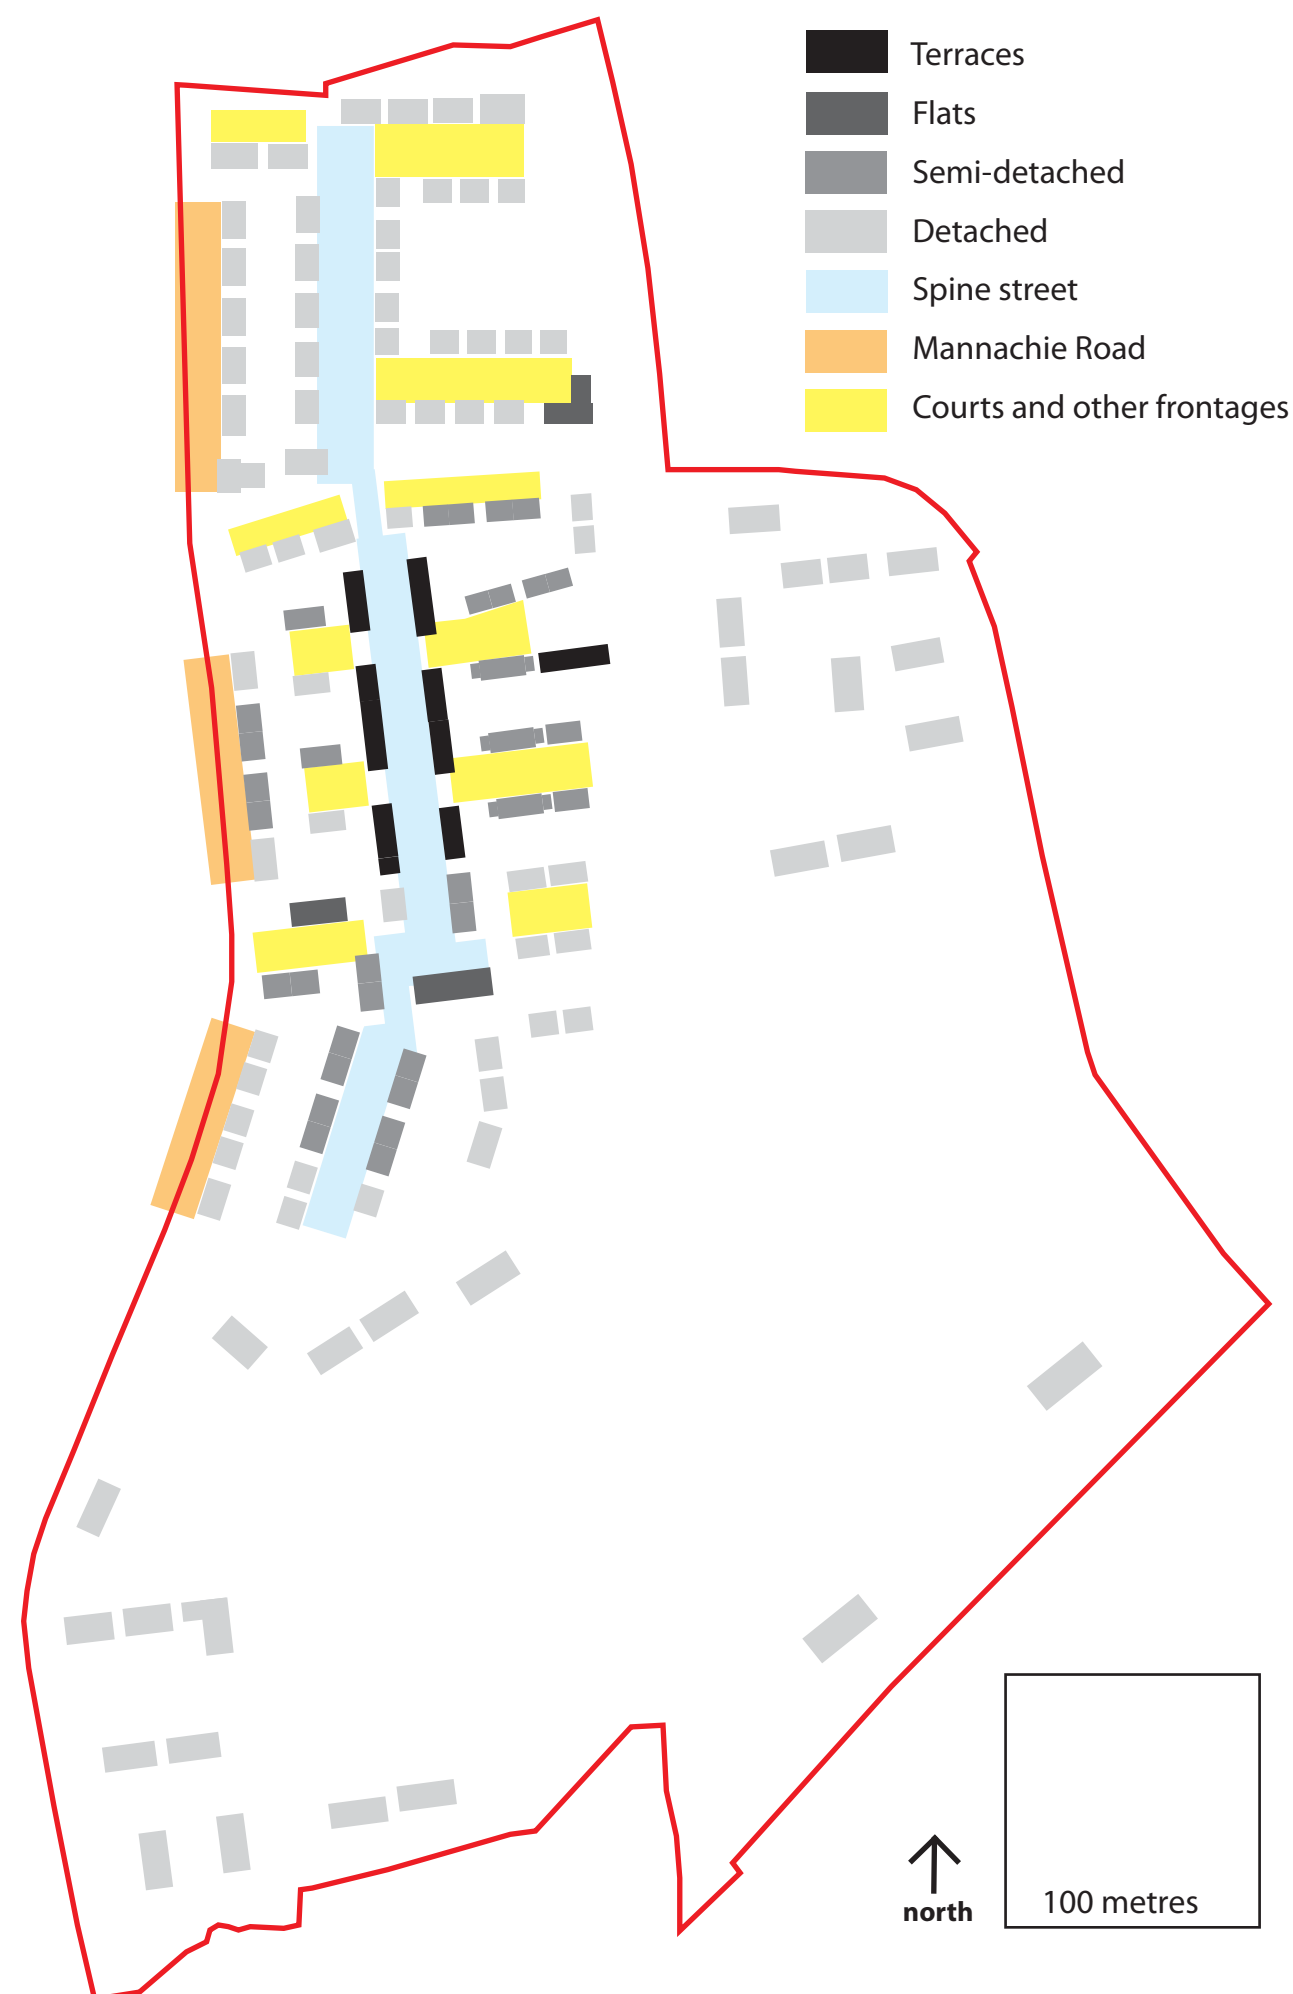 Terraces
Flats
Semi-detached
Detached
Spine street
Mannachie Road
Courts and other frontages
100 metres
north